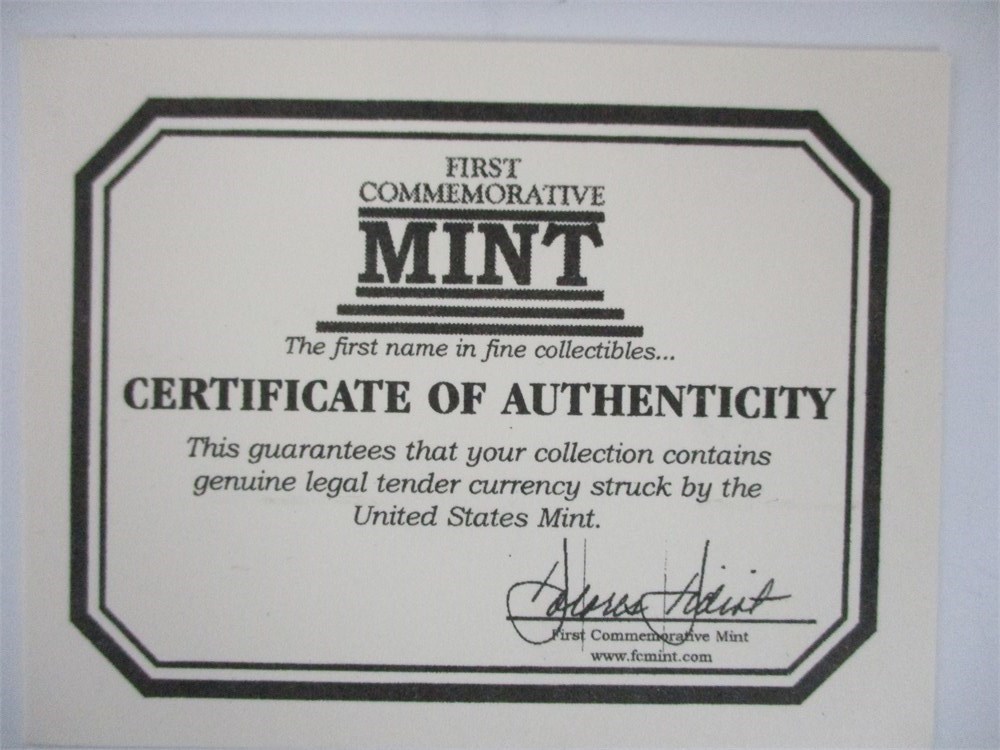 FIRST
COMMEMORATIVE
MINT
The first name in fine collectibles...
CERTIFICATE OF AUTHENTICITY
This guarantees that your collection contains
genuine legal tender currency struck by the
United States Mint.
Dolores
First Commemorative Mint
www.fcmint.com